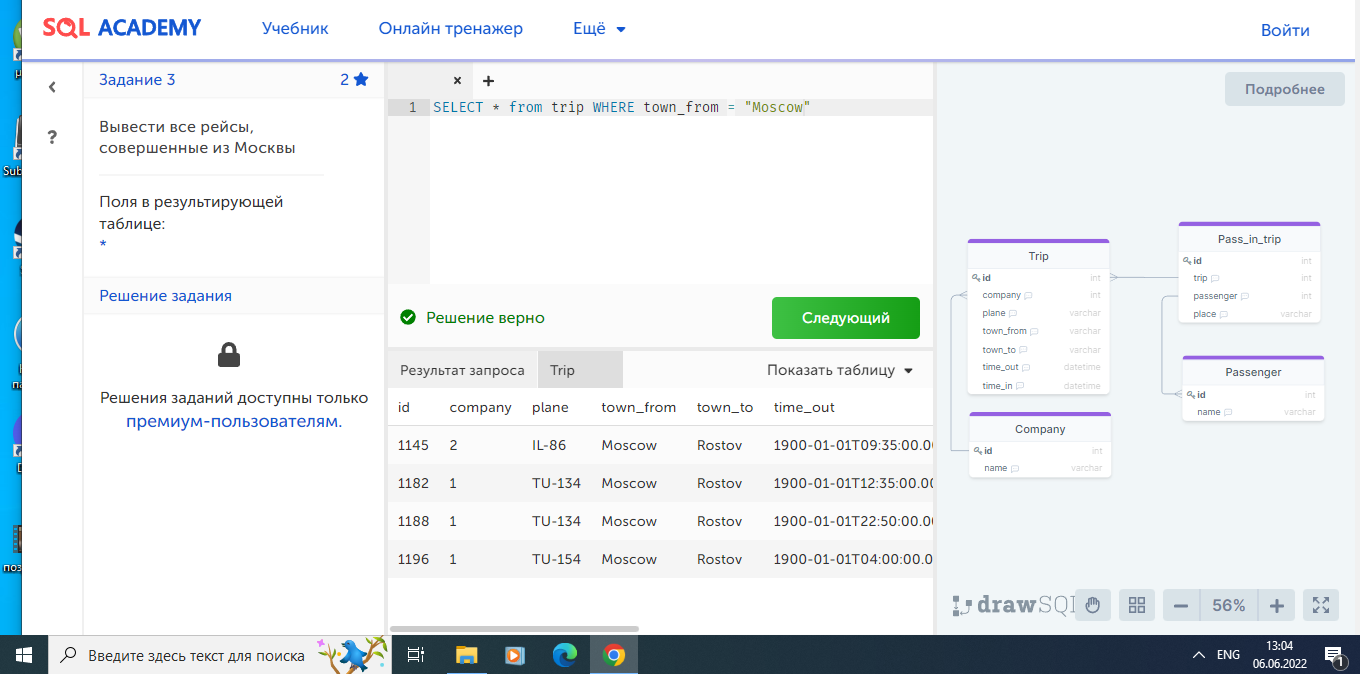 SQL ACADEMY
Учебник
Онлайн тренажер
Ещё
Войти
Задание 3
2
?
Вывести все рейсы,
совершенные из Москвы
Поля в результирующей
таблице:
*
Решение задания
Решения заданий доступны только
премиум-пользователям.
× +
1 SELECT * from trip WHERE town_from = "Moscow"
Решение верно
Следующий
Результат запроса
Trip
Показать таблицу
id company plane town_from town_to time_out
1145 2 IL-86 Moscow Rostov 1900-01-01T09:35:00.0
1182 1 TU-134 Moscow Rostov 1900-01-01T12:35:00.0
1188 1 TU-134 Moscow Rostov 1900-01-01T22:50:00.0
1196 1 TU-154 Moscow Rostov 1900-01-01T04:00:00.0
Подробнее
Trip
id int
company int
plane varchar
town_from varchar
town_to varchar
time_out datetime
time_in datetime
Company
id int
name varchar
Pass_in_trip
id int
trip int
passenger int
place varchar
Passenger
id int
name varchar
drawSQL
56%
Sub
Введите здесь текст для поиска
ENG
13:04
06.06.2022
1